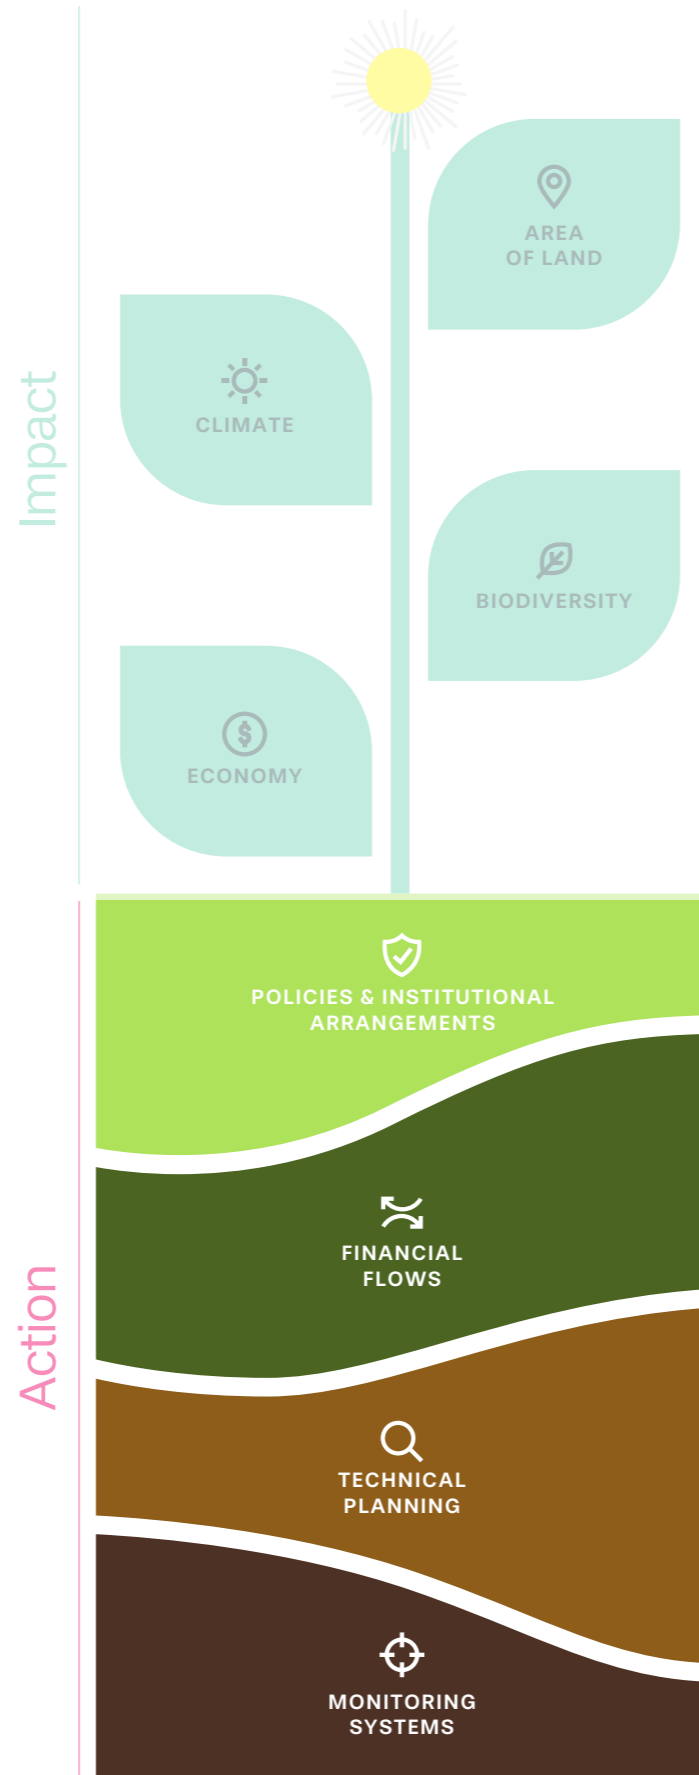 Impact
AREA
OF LAND
CLIMATE
BIODIVERSITY
ECONOMY
Action
POLICIES & INSTITUTIONAL
ARRANGEMENTS
FINANCIAL
FLOWS
TECHNICAL
PLANNING
MONITORING
SYSTEMS